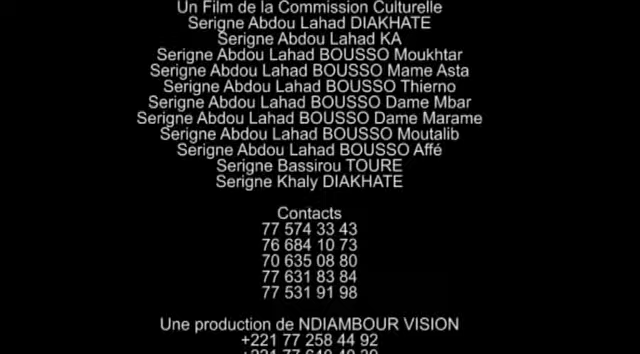 Un Film de la Commission Culturelle
Serigne Abdou Lahad DIAKHATE
Serigne Abdou Lahad KA
Serigne Abdou Lahad BOUSSO Moukhtar
Serigne Abdou Lahad BOUSSO Mame Asta
Serigne Abdou Lahad BOUSSO Thierno
Serigne Abdou Lahad BOUSSO Dame Mbar
Serigne Abdou Lahad BOUSSO Dame Marame
Serigne Abdou Lahad BOUSSO Moutalib
Serigne Abdou Lahad BOUSSO Affé
Serigne Bassirou TOURE
Serigne Khaly DIAKHATE
Contacts
77 574 33 43
76 684 10 73
70 635 08 80
77 631 83 84
77 531 91 98
Une production de NDIAMBOUR VISION
+221 77 258 44 92